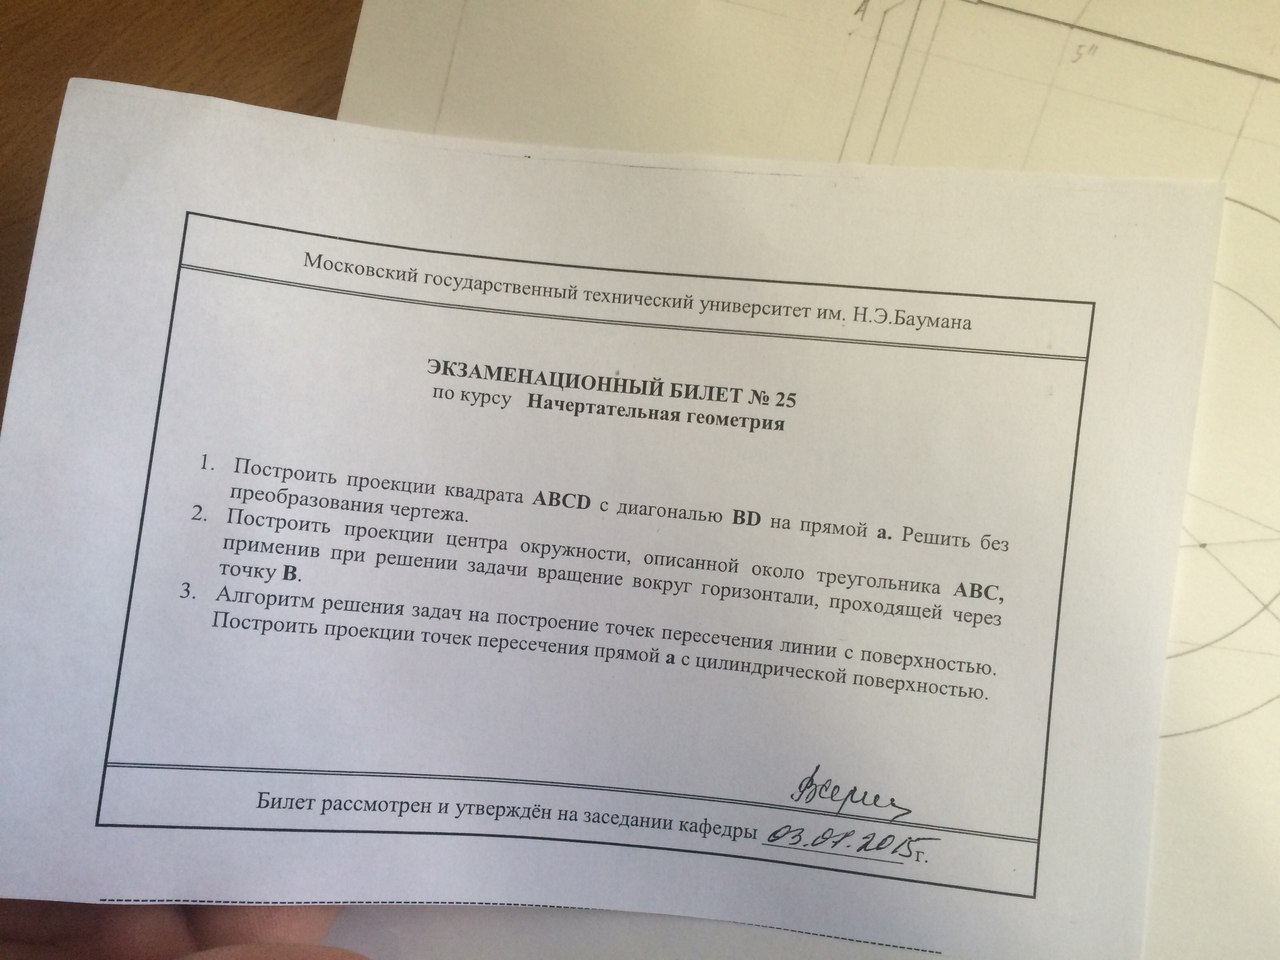 A
5"
Московский государственный технический университет им. Н.Э.Баумана
ЭКЗАМЕНАЦИОННЫЙ БИЛЕТ № 25
по курсу Начертательная геометрия
1. Построить проекции квадрата ABCD с диагональю BD на прямой a. Решить без
преобразования чертежа.
2. Построить проекции центра окружности, описанной около треугольника ABC,
применив при решении задачи вращение вокруг горизонтали, проходящей через
точку B.
3. Алгоритм решения задач на построение точек пересечения линии с поверхностью.
Построить проекции точек пересечения прямой a с цилиндрической поверхностью.
Билет рассмотрен и утверждён на заседании кафедры 03.01.2015г.